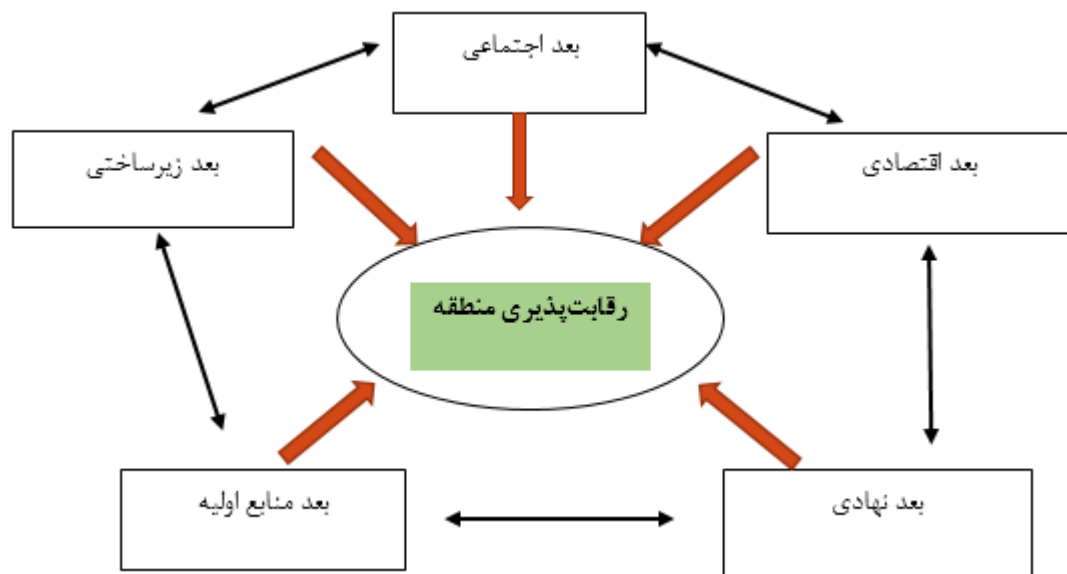 بعد اجتماعی
بعد اقتصادی
بعد زیرساختی
رقابت‌پذیری منطقه
بعد نهادی
بعد منابع اولیه